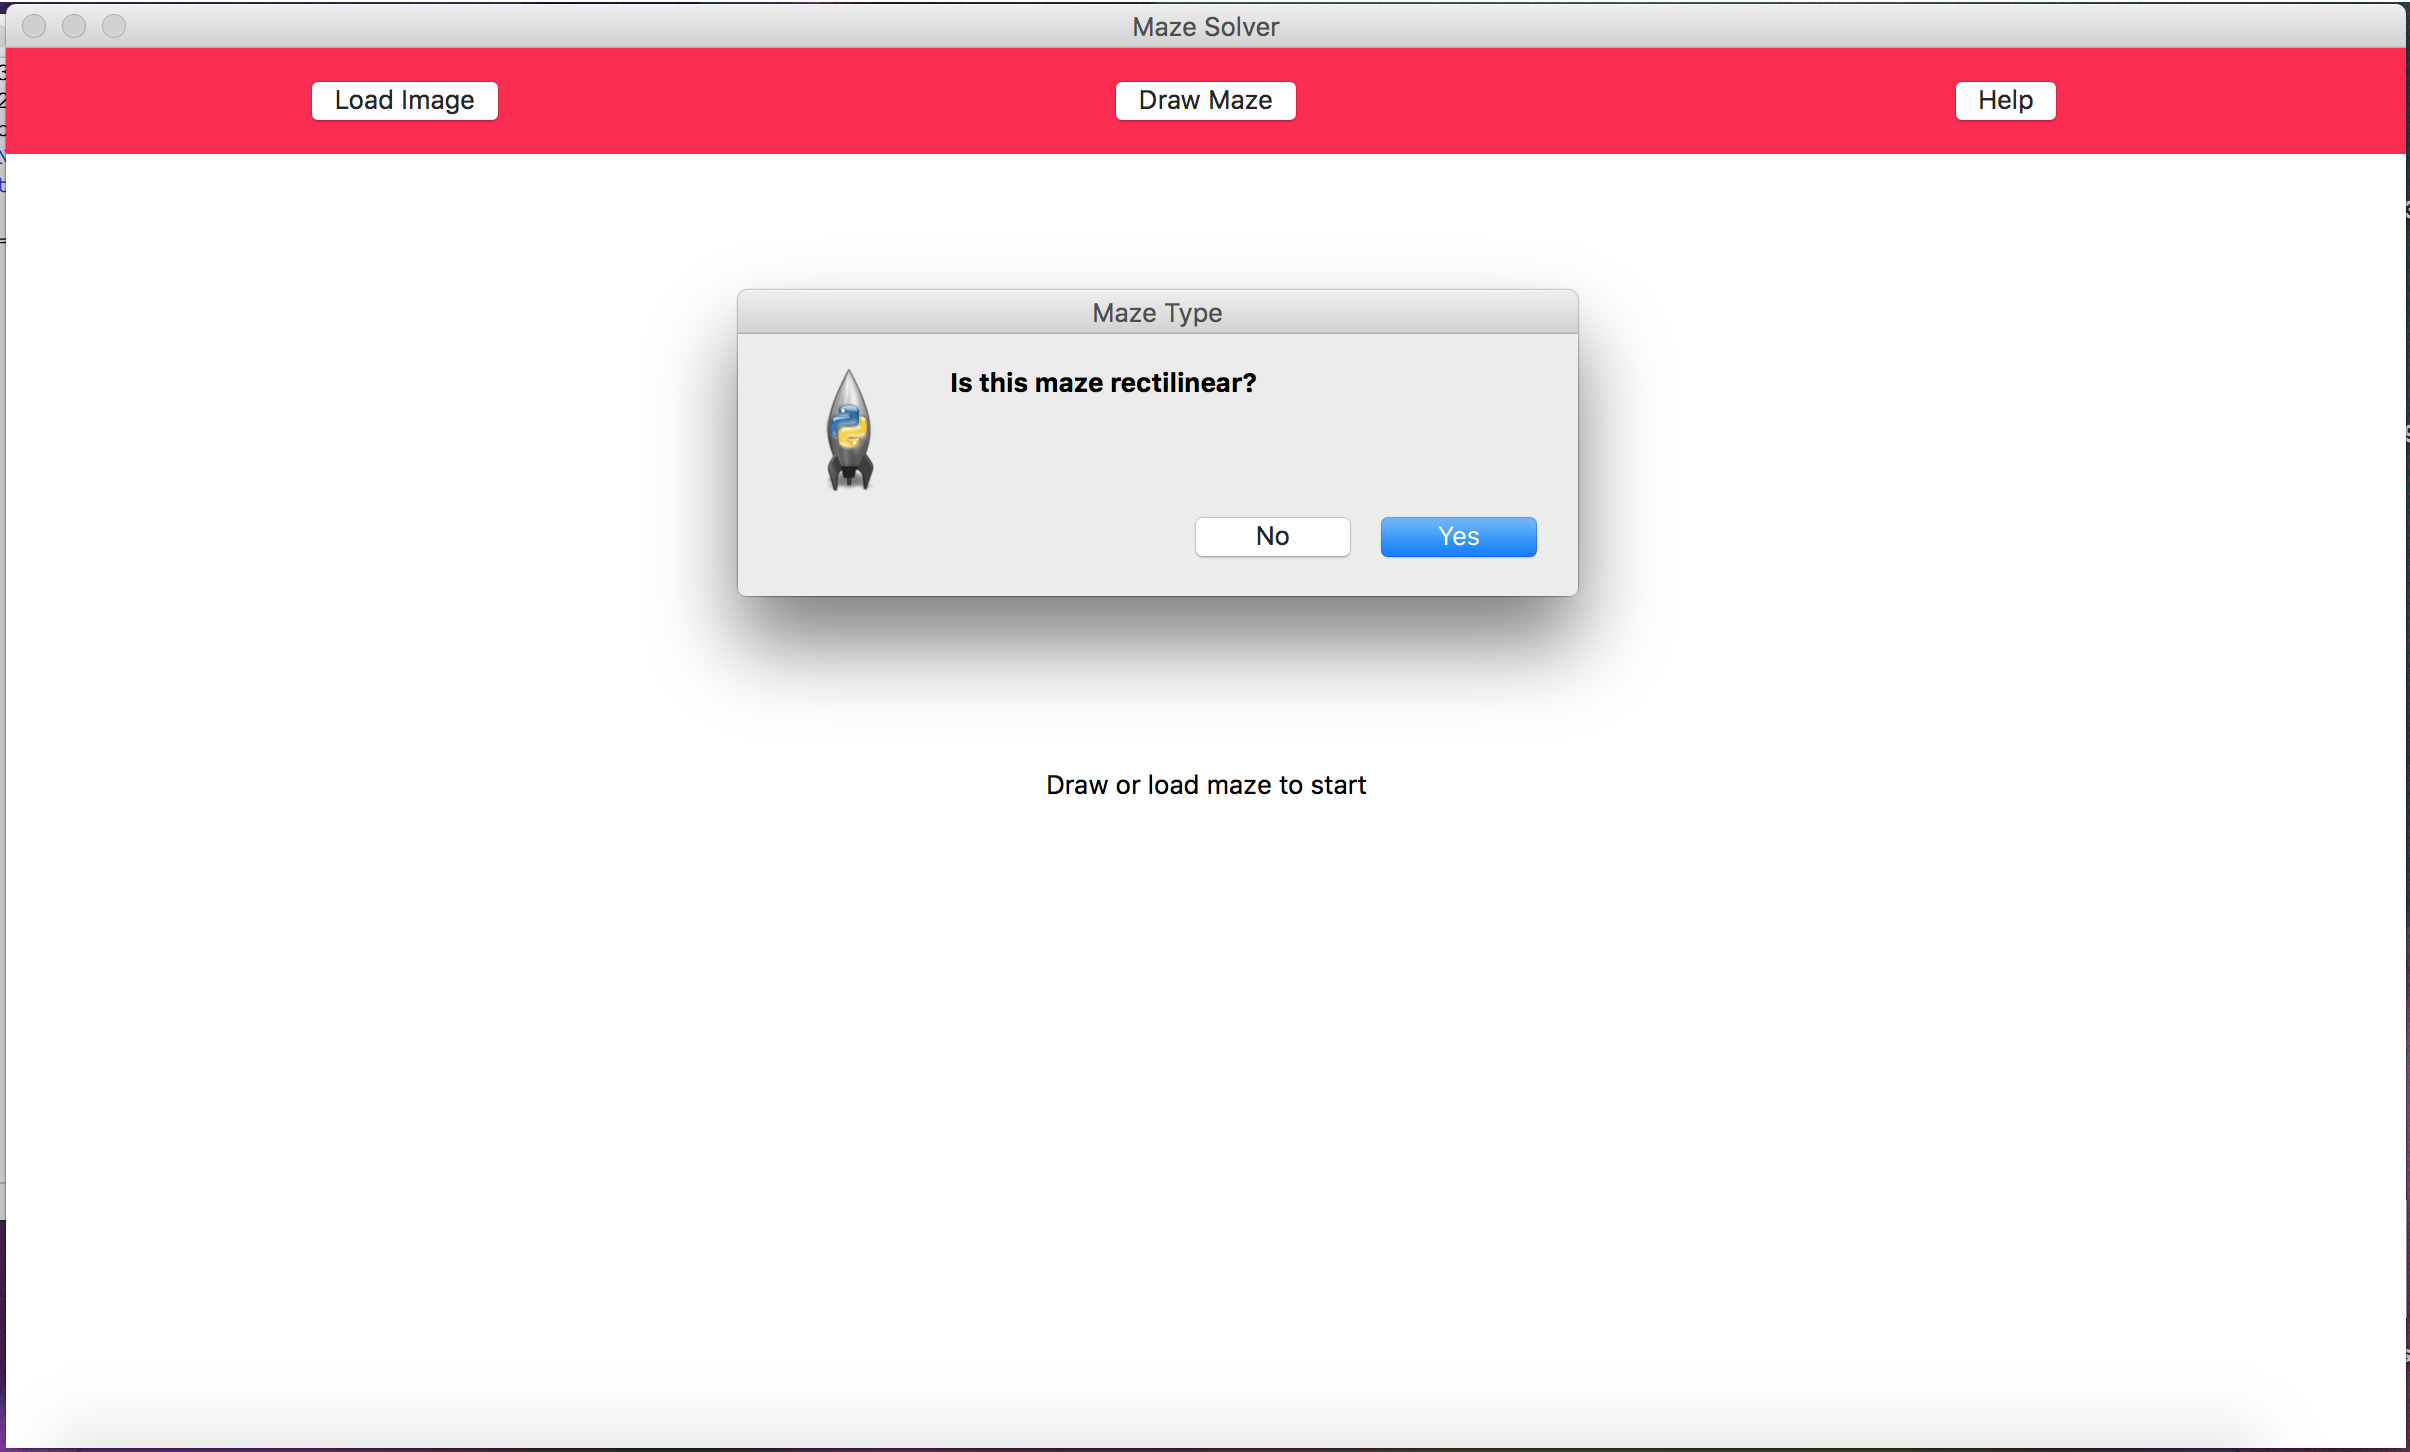 Maze Solver
Load Image
Draw Maze
Help
Maze Type
Is this maze rectilinear?
No
Yes
Draw or load maze to start